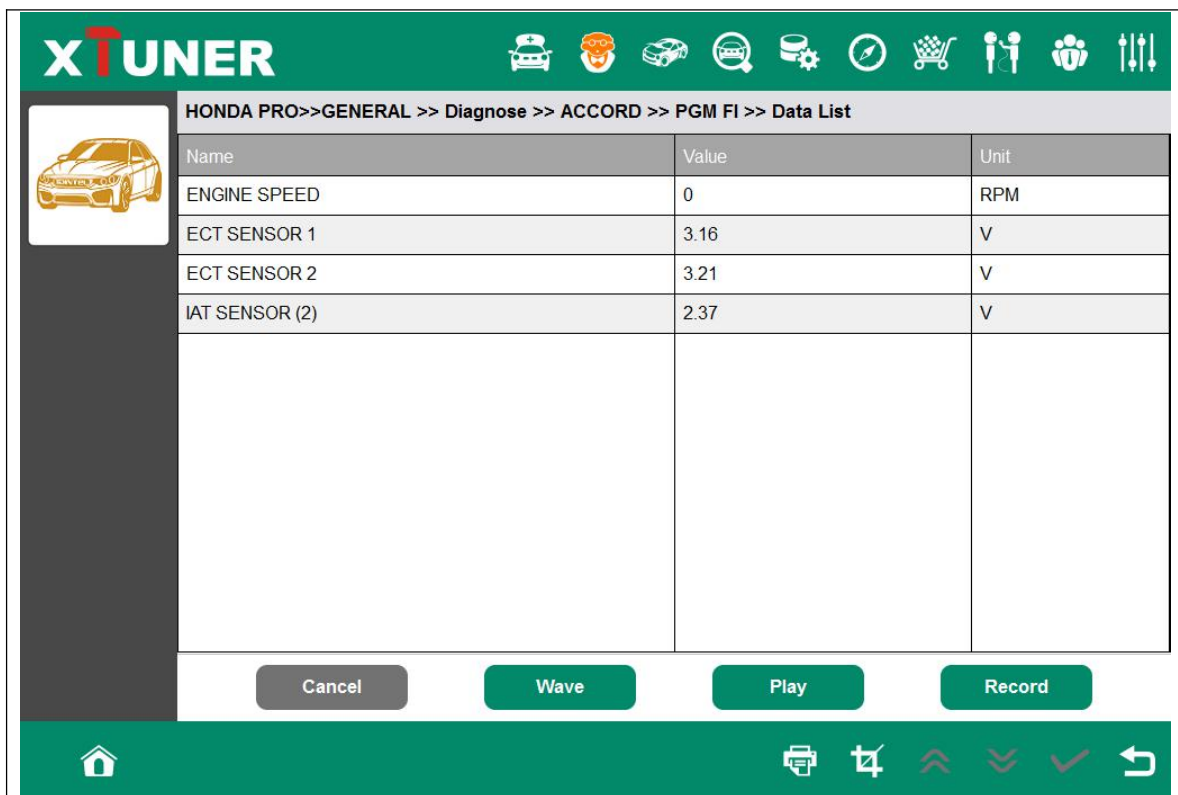 XTUNER
HONDA PRO>>GENERAL >> Diagnose >> ACCORD >> PGM FI >> Data List
Name Value Unit
ENGINE SPEED 0 RPM
ECT SENSOR 1 3.16 V
ECT SENSOR 2 3.21 V
IAT SENSOR (2) 2.37 V
Cancel Wave Play Record